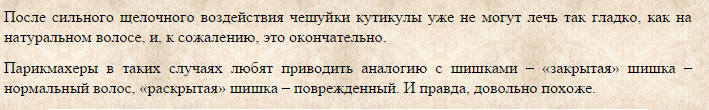 После сильного щелочного воздействия чешуйки кутикулы уже не могут лечь так гладко, как на
натуральном волосе, и, к сожалению, это окончательно.
Парикмахеры в таких случаях любят приводить аналогию с шишками – «закрытая» шишка –
нормальный волос, «раскрытая» шишка – поврежденный. И правда, довольно похоже.